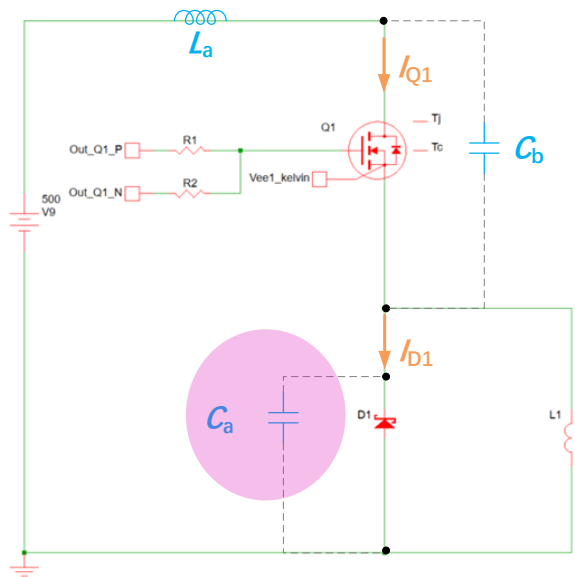 La
IQ1
Q1
Tj
Out_Q1_P
R1
Tc
Cb
Vee1_kelvin
Out_Q1_N
R2
500
V9
ID1
Ca
D1
L1